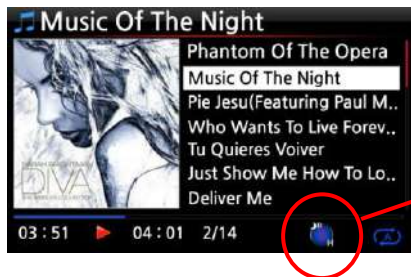 Music Of The Night
Phantom Of The Opera
Music Of The Night
Pie Jesu(Featuring Paul M..
Who Wants To Live Forev..
Tu Quieres Voiver
Just Show Me How To Lo..
Deliver Me
DIVA
03 : 51 04 : 01 2/14
A